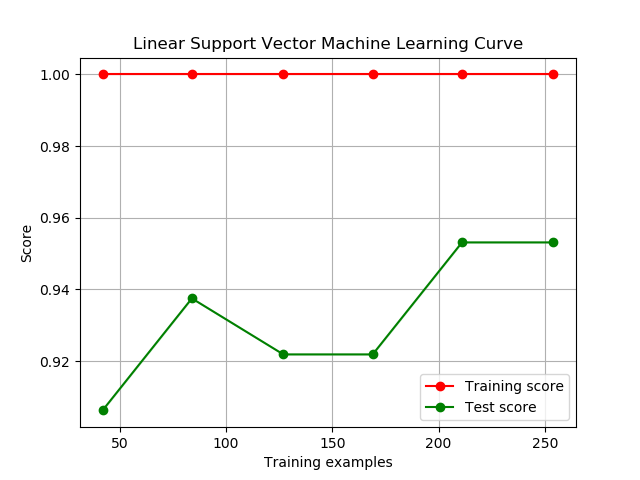 Linear Support Vector Machine Learning Curve
1.00
0.98
0.96
0.94
0.92
Score
50 100 150 200 250
Training examples
Training score
Test score